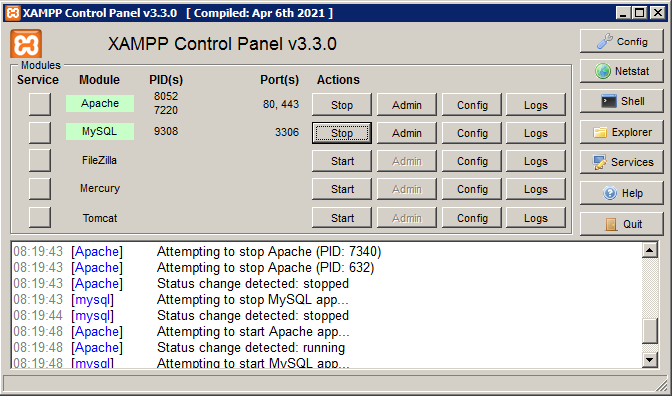 XAMPP Control Panel v3.3.0 [ Compiled: Apr 6th 2021 ]
XAMPP Control Panel v3.3.0
Config
Modules
Service Module PID(s) Port(s) Actions
Netstat
Apache 8052 7220 80, 443 Stop Admin Config Logs
Shell
MySQL 9308 3306 Stop Admin Config Logs
Explorer
FileZilla Start Admin Config Logs
Services
Mercury Start Admin Config Logs
Help
Tomcat Start Admin Config Logs
Quit
08:19:43 [Apache] Attempting to stop Apache (PID: 7340)
08:19:43 [Apache] Attempting to stop Apache (PID: 632)
08:19:43 [Apache] Status change detected: stopped
08:19:43 [mysql] Attempting to stop MySQL app...
08:19:44 [mysql] Status change detected: stopped
08:19:48 [Apache] Attempting to start Apache app...
08:19:48 [Apache] Status change detected: running
08:19:48 [mysql] Attempting to start MySQL app...